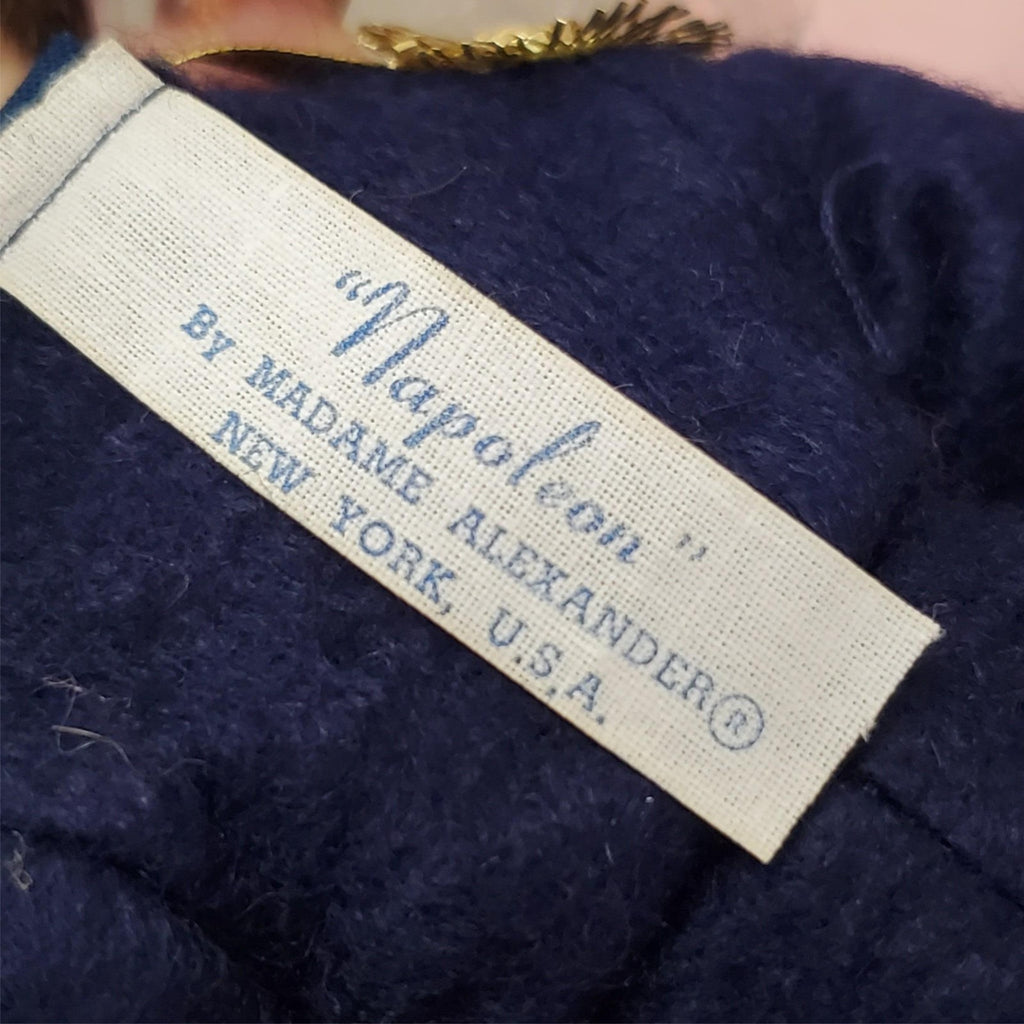 “Napoleon”
By MADAME ALEXANDER®
NEW YORK, U.S.A.